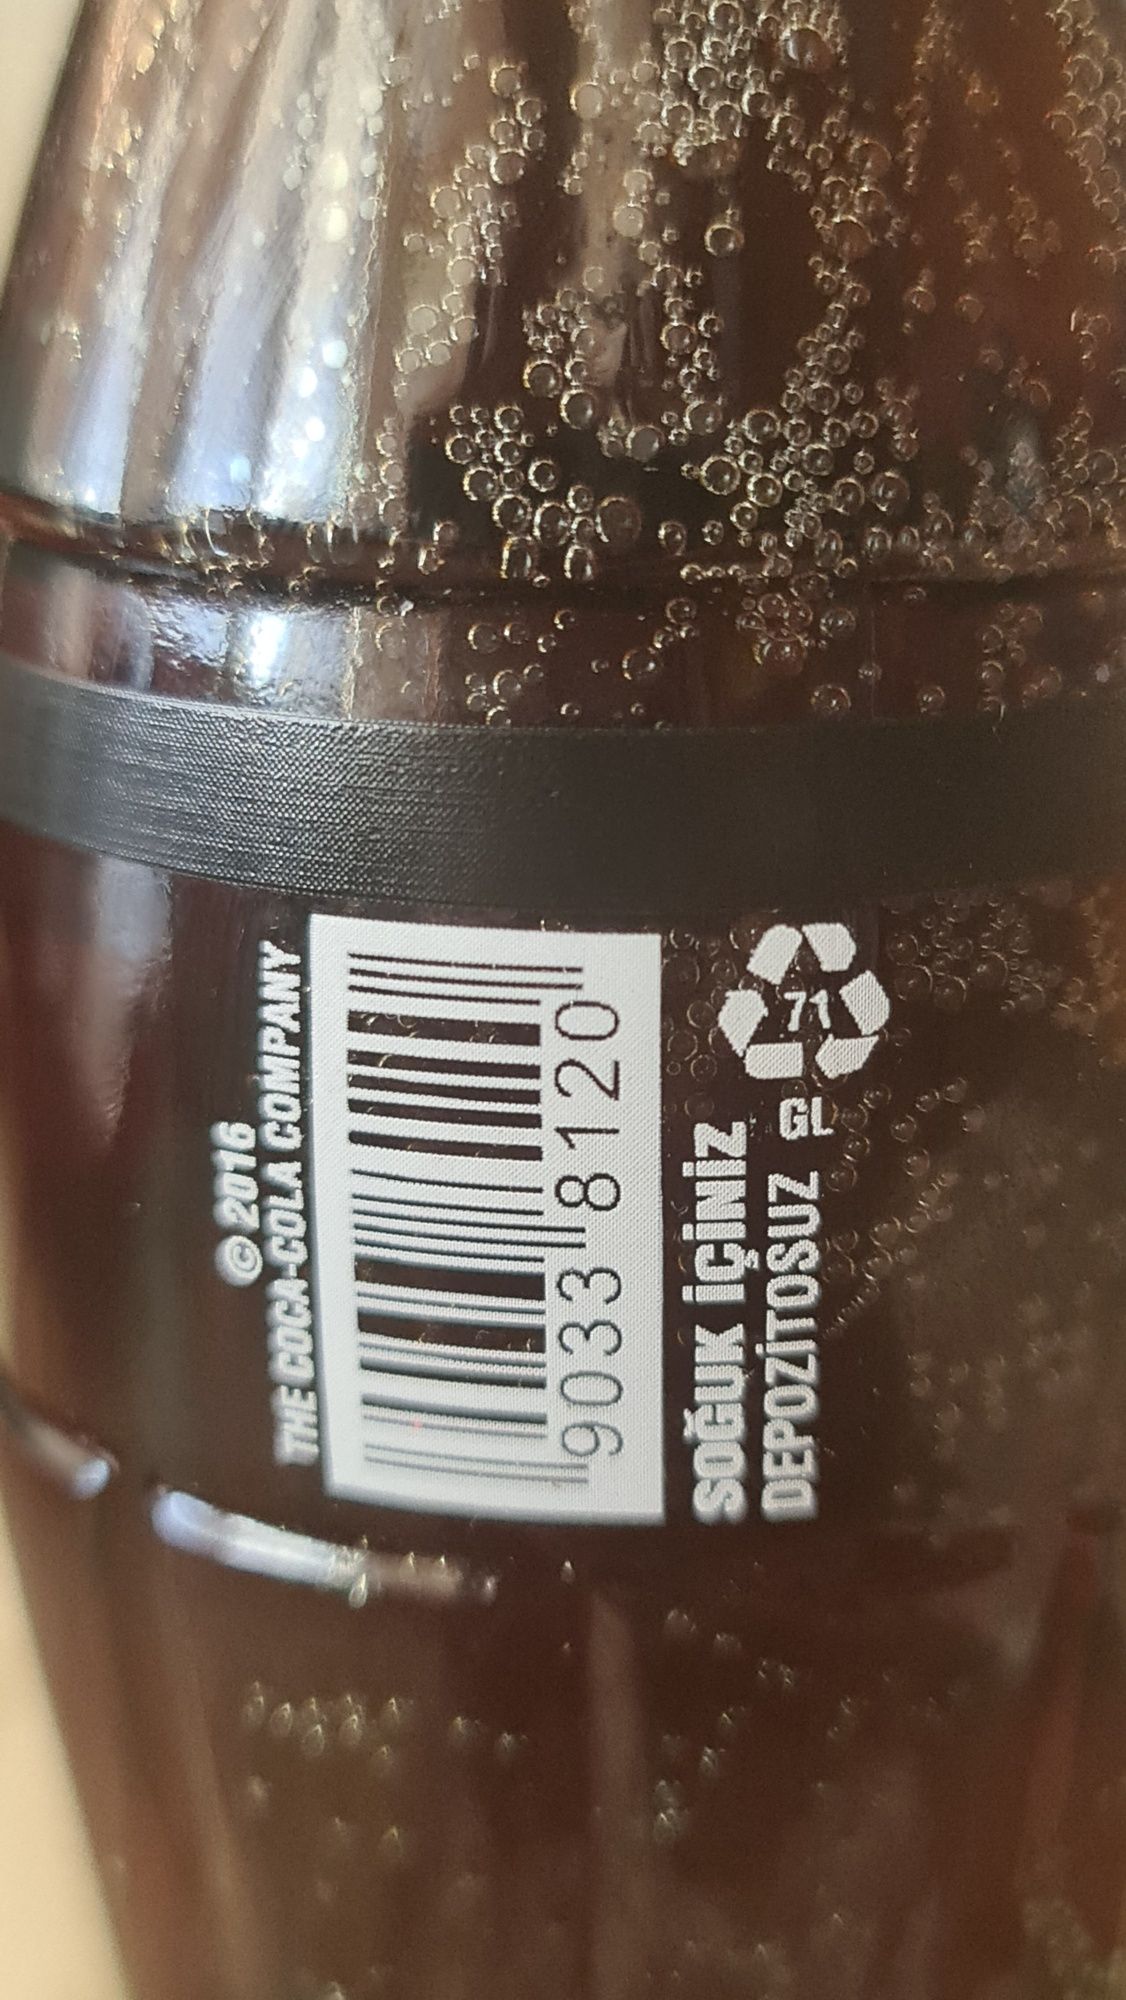 © 2016
THE COCA-COLA COMPANY
9033 8120
SOĞUK İÇİNİZ
DEPOZİTOSUZ
71
GL